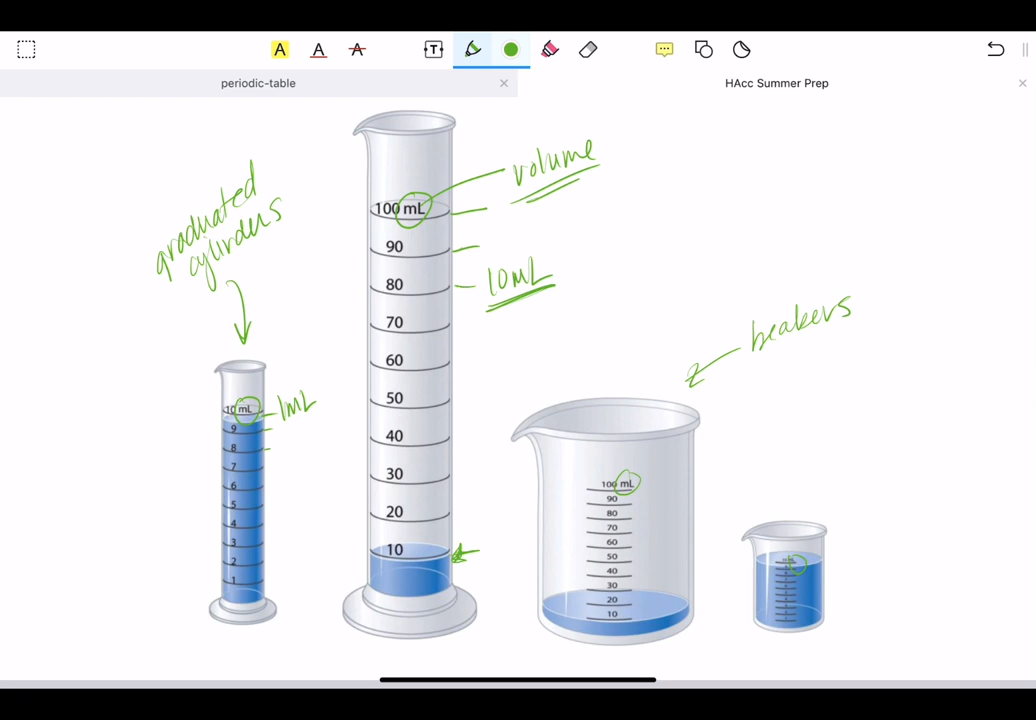 A A A T
periodic-table
HAcc Summer Prep
graduated
cylinders
volume
10mL
1mL
beakers
10 mL
9
8
7
6
5
4
3
2
1
100 mL
90
80
70
60
50
40
30
20
10
100 mL
90
80
70
60
50
40
30
20
10